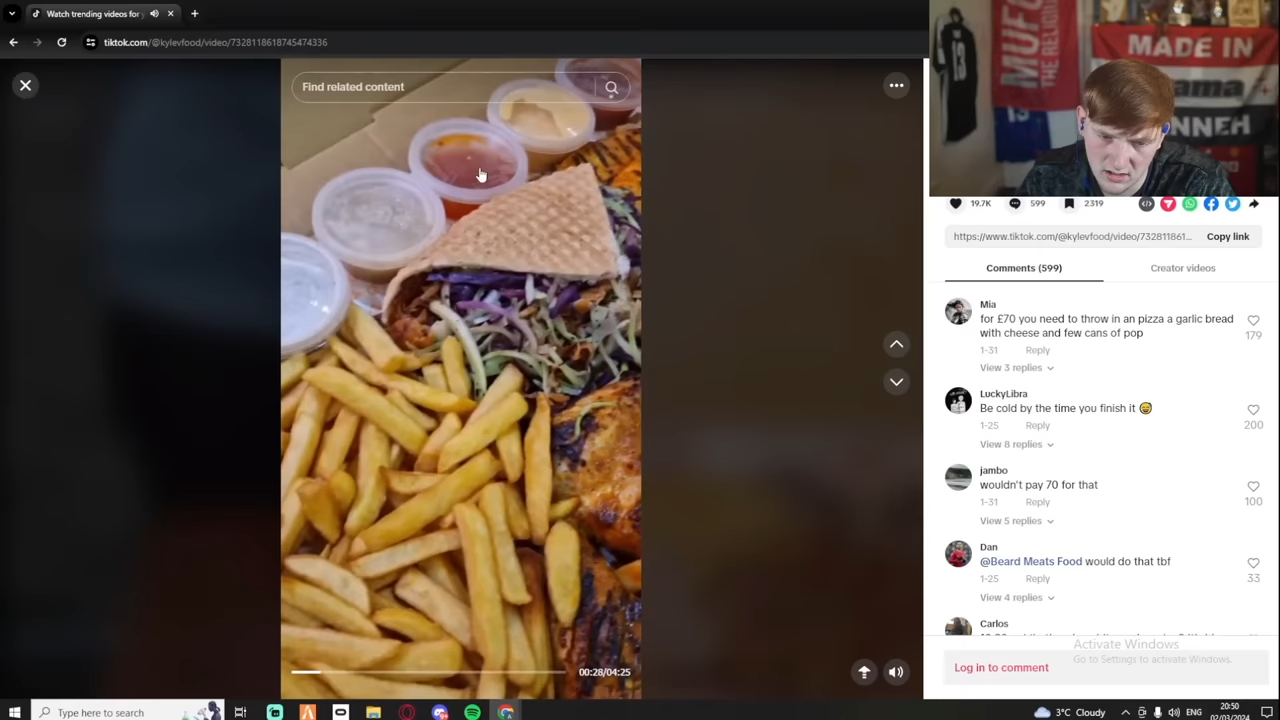 Watch trending videos for y
tiktok.com/@kylevfood/video/7328118618745474336
Find related content
00:28/04:25
13
MUFC
THE RELIGION
MADE IN
19.7K
599
2319
https://www.tiktok.com/@kylevfood/video/732811861...
Copy link
Comments (599)
Creator videos
Mia
for £70 you need to throw in an pizza a garlic bread
with cheese and few cans of pop
179
1-31
Reply
View 3 replies
LuckyLibra
Be cold by the time you finish it 😅
200
1-25
Reply
View 8 replies
jambo
wouldn't pay 70 for that
100
1-31
Reply
View 5 replies
Dan
@Beard Meats Food would do that tbf
33
1-25
Reply
View 4 replies
Carlos
Activate Windows
Go to Settings to activate Windows.
Log in to comment
Type here to search
3°C Cloudy
ENG
20:50
02/03/2024